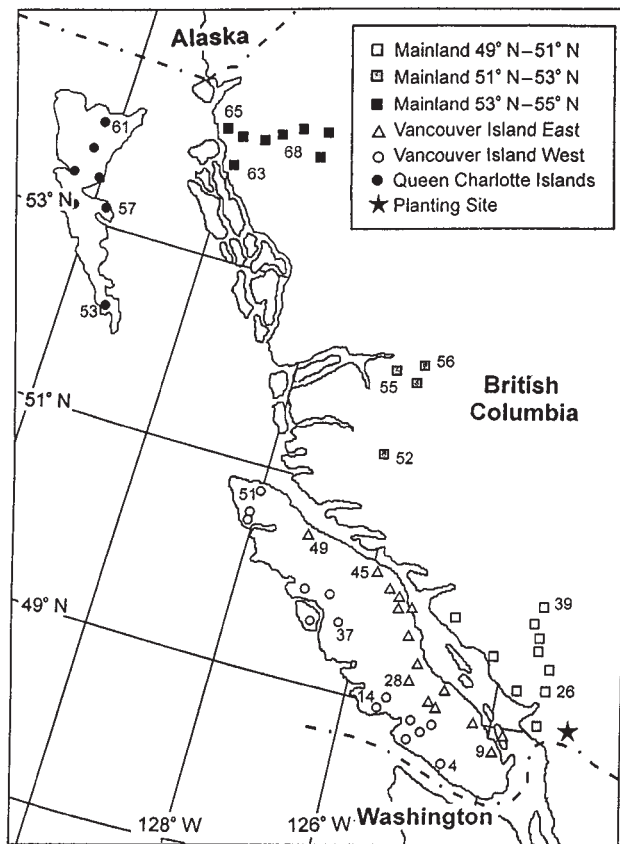 Alaska
Mainland 49° N–51° N
Mainland 51° N–53° N
Mainland 53° N–55° N
Vancouver Island East
Vancouver Island West
Queen Charlotte Islands
Planting Site
65
61
68
63
53° N
57
53
56
55
British
Columbia
51° N
52
51
49
45
39
49° N
37
28
26
14
9
4
Washington
128° W
126° W